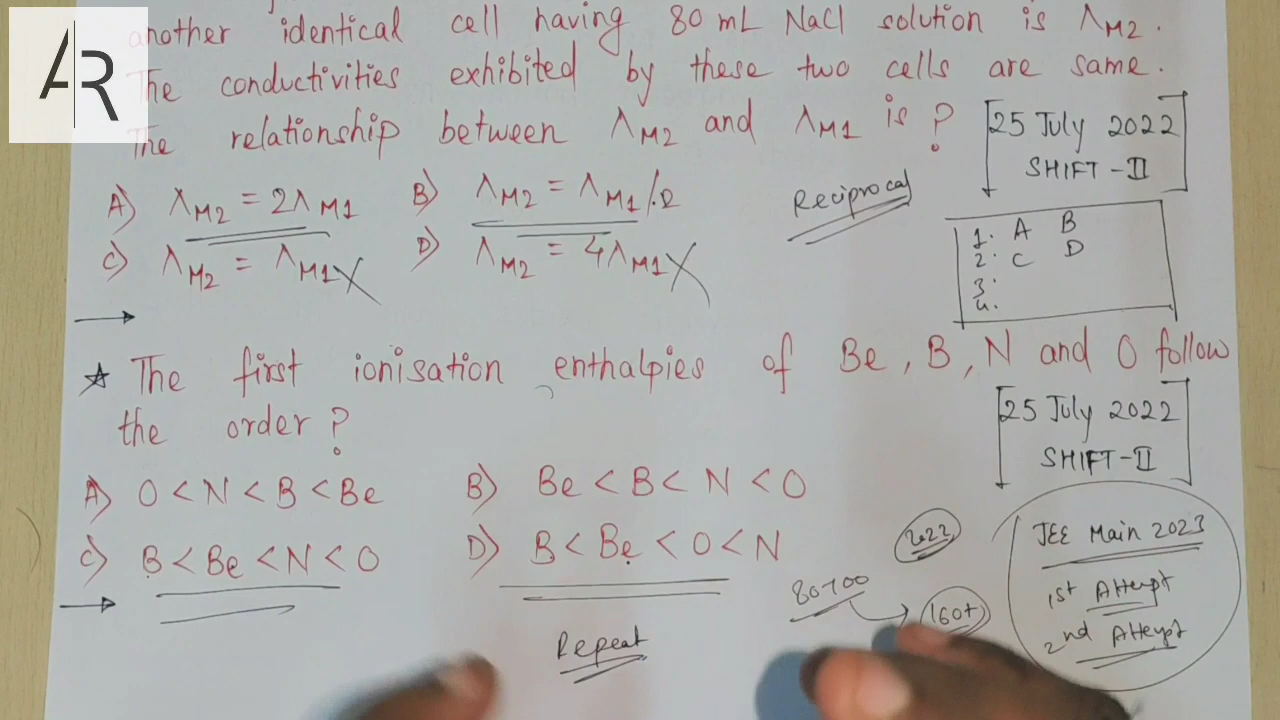 AR
another identical cell having 80 mL NaCl solution is λM2.
The conductivities exhibited by these two cells are same.
The relationship between λM2 and λM1 is ?
[25 July 2022
SHIFT-II]
A) λM2 = 2λM1 B) λM2 = λM1/2
Reciprocal
C) λM2 = λM1 X D) λM2 = 4λM1 X
1. A B
2. C D
3.
4.
→
☆ The first ionisation enthalpies of Be, B, N and O follow
the order ?
[25 July 2022
SHIFT-II]
A) O < N < B < Be B) Be < B < N < O
C) B < Be < N < O D) B < Be < O < N
2022
JEE Main 2023
1st Attempt
2nd Attempt
80-100
160+
→
Repeat